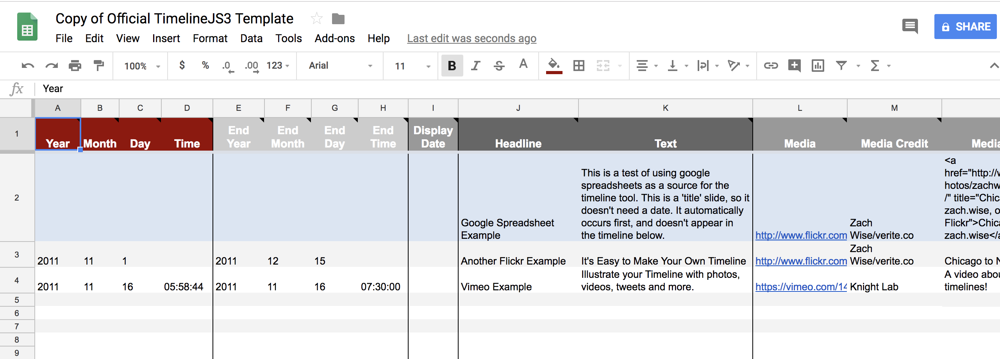 Copy of Official TimelineJS3 Template
File Edit View Insert Format Data Tools Add-ons Help Last edit was seconds ago
SHARE
100% $ % .0 .00 123 Arial 11 B I S A
fx Year
A B C D E F G H I J K L M
1 Year Month Day Time End Year End Month End Day End Time Display Date Headline Text Media Media Credit
2 Google Spreadsheet Example
This is a test of using google
spreadsheets as a source for the
timeline tool. This is a 'title' slide, so it
doesn't need a date. It automatically
occurs first, and doesn't appear in
the timeline below.
http://www.flickr.com
Zach
Wise/verite.co
<a
href="http://
hotos/zachw
/" title="Chic
zach.wise, o
Flickr">Chic
zach.wise</a
3 2011 11 1 2011 12 15 Another Flickr Example It's Easy to Make Your Own Timeline http://www.flickr.com
Zach
Wise/verite.co
Chicago to
4 2011 11 16 05:58:44 2011 11 16 07:30:00 Vimeo Example
Illustrate your Timeline with photos,
videos, tweets and more.
https://vimeo.com/14 Knight Lab
A video abou
timelines!
5
6
7
8
9